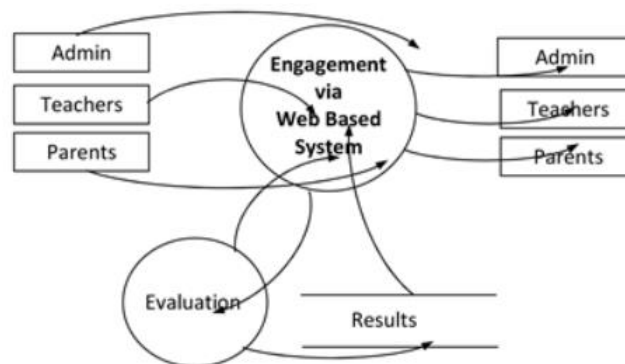 Admin
Teachers
Parents
Engagement
via
Web Based
System
Admin
Teachers
Parents
Evaluation
Results